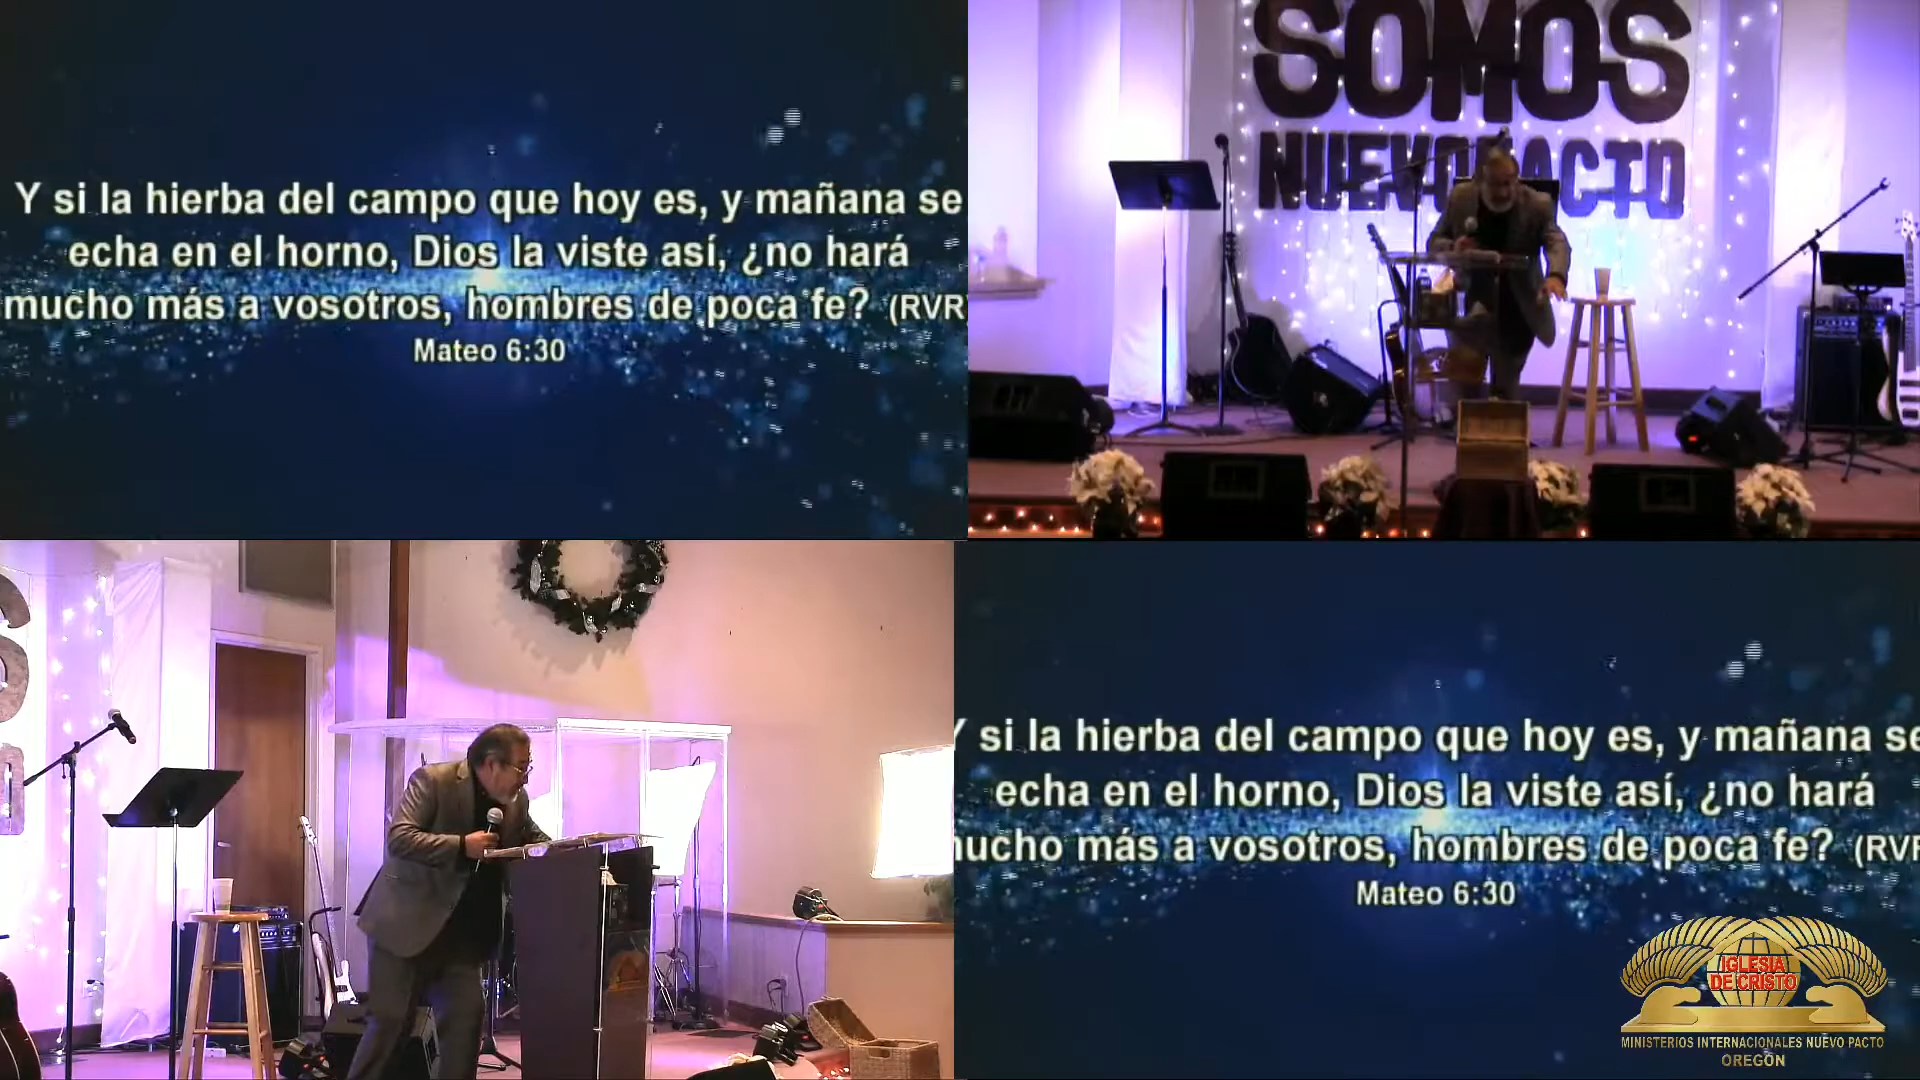 Y si la hierba del campo que hoy es, y mañana se
echa en el horno, Dios la viste así, ¿no hará
mucho más a vosotros, hombres de poca fe? (RVR
Mateo 6:30
SOMOS
NUEVO PACTO
Y si la hierba del campo que hoy es, y mañana se
echa en el horno, Dios la viste así, ¿no hará
mucho más a vosotros, hombres de poca fe? (RVR
Mateo 6:30
IGLESIA
DE CRISTO
MINISTERIOS INTERNACIONALES NUEVO PACTO
OREGON